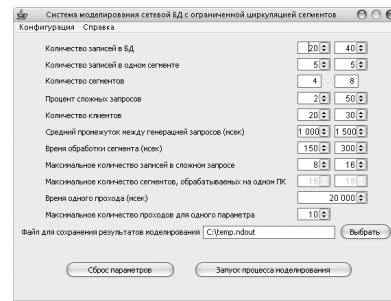 Система моделирования сетевой БД с ограниченной циркуляцией сегментов
Конфигурация Справка
Количество записей в БД 20 40
Количество записей в одном сегменте 5 5
Количество сегментов 4 8
Процент сложных запросов 2 50
Количество клиентов 20 30
Средний промежуток между генерацией запросов (мсек) 1 000 1 500
Время обработки сегмента (мсек) 150 300
Максимальное количество записей в сложном запросе 8 16
Максимальное количество сегментов, обрабатываемых на одном ПК 15 15
Время одного прохода (мсек) 20 000
Максимальное количество проходов для одного параметра 10
Файл для сохранения результатов моделирования C:\temp.ndout Выбрать
Сброс параметров Запуск процесса моделирования